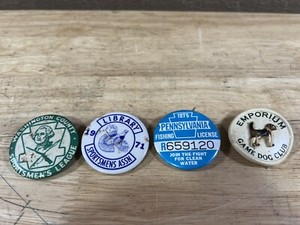 WASHINGTON COUNTY
SPORTSMEN'S LEAGUE
LIBRARY
19 71
SPORTSMENS ASSN
1975
PENNSYLVANIA
FISHING LICENSE
R659120
JOIN THE FIGHT
FOR CLEAN
WATER
EMPORIUM
GAME DOG CLUB